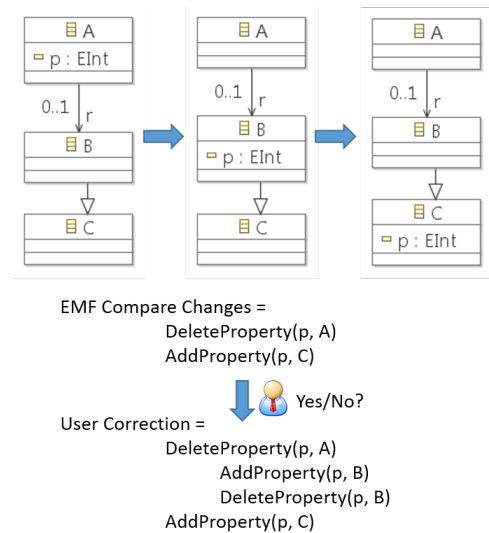 A
p : EInt
0..1
r
B
C
A
0..1
r
B
p : EInt
C
A
0..1
r
B
C
p : EInt
EMF Compare Changes =
DeleteProperty(p, A)
AddProperty(p, C)
Yes/No?
User Correction =
DeleteProperty(p, A)
AddProperty(p, B)
DeleteProperty(p, B)
AddProperty(p, C)